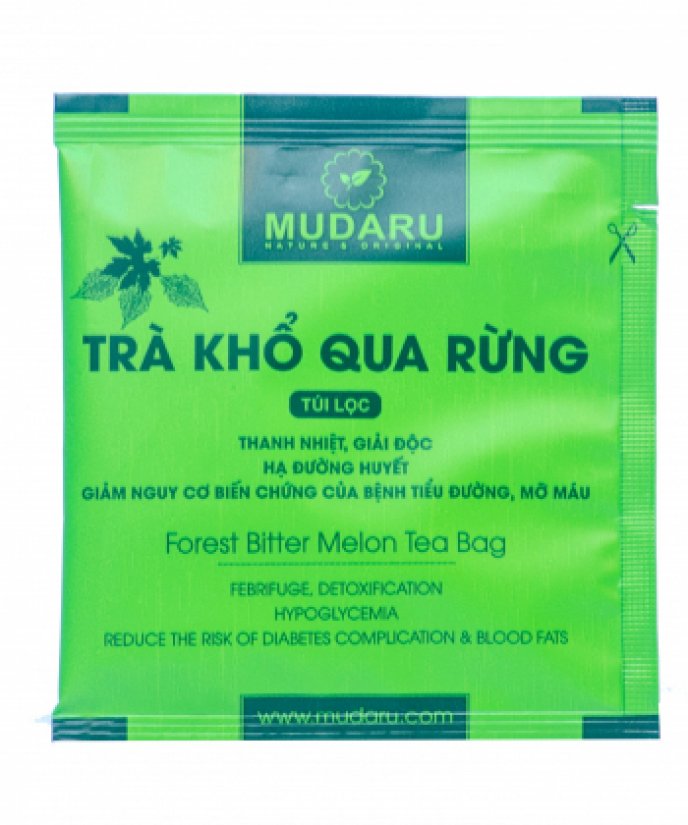 MUDARU
NATURE & ORIGINAL
TRÀ KHỔ QUA RỪNG
TÚI LỌC
THANH NHIỆT, GIẢI ĐỘC
HẠ ĐƯỜNG HUYẾT
GIẢM NGUY CƠ BIẾN CHỨNG CỦA BỆNH TIỂU ĐƯỜNG, MỠ MÁU
Forest Bitter Melon Tea Bag
FEBRIFUGE, DETOXIFICATION
HYPOGLYCEMIA
REDUCE THE RISK OF DIABETES COMPLICATION & BLOOD FATS
www.mudaru.com